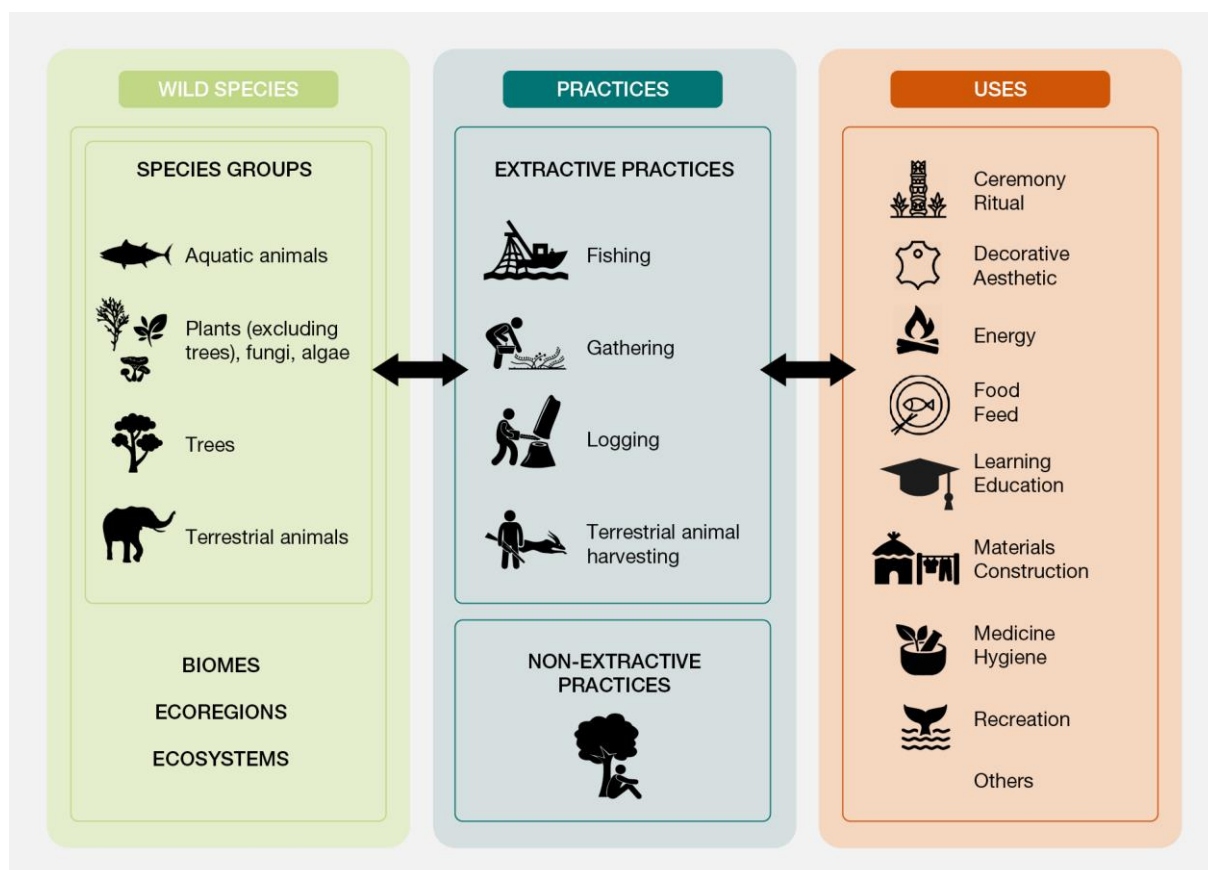 WILD SPECIES
SPECIES GROUPS
Aquatic animals
Plants (excluding
trees), fungi, algae
Trees
Terrestrial animals
BIOMES
ECOREGIONS
ECOSYSTEMS
PRACTICES
EXTRACTIVE PRACTICES
Fishing
Gathering
Logging
Terrestrial animal
harvesting
NON-EXTRACTIVE
PRACTICES
USES
Ceremony
Ritual
Decorative
Aesthetic
Energy
Food
Feed
Learning
Education
Materials
Construction
Medicine
Hygiene
Recreation
Others